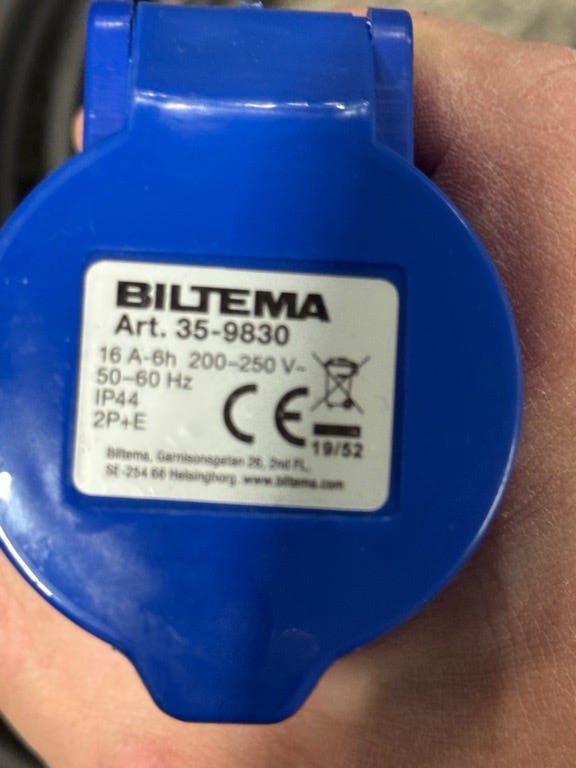 BILTEMA
Art. 35-9830
16 A-6h 200-250 V~
50-60 Hz
IP44
2P+E
CE
19/52
Biltema, Garnisonsgatan 26, 2nd FL,
SE-254 66 Helsingborg. www.biltema.com